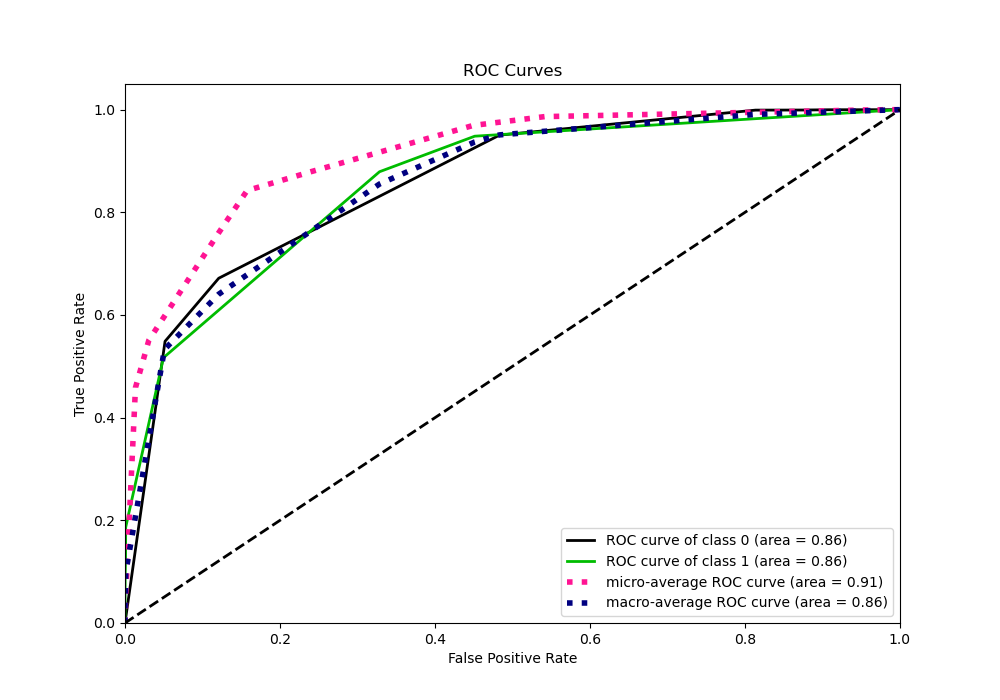 ROC Curves
True Positive Rate
1.0
0.8
0.6
0.4
0.2
0.0
0.0 0.2 0.4 0.6 0.8 1.0
False Positive Rate
ROC curve of class 0 (area = 0.86)
ROC curve of class 1 (area = 0.86)
micro-average ROC curve (area = 0.91)
macro-average ROC curve (area = 0.86)